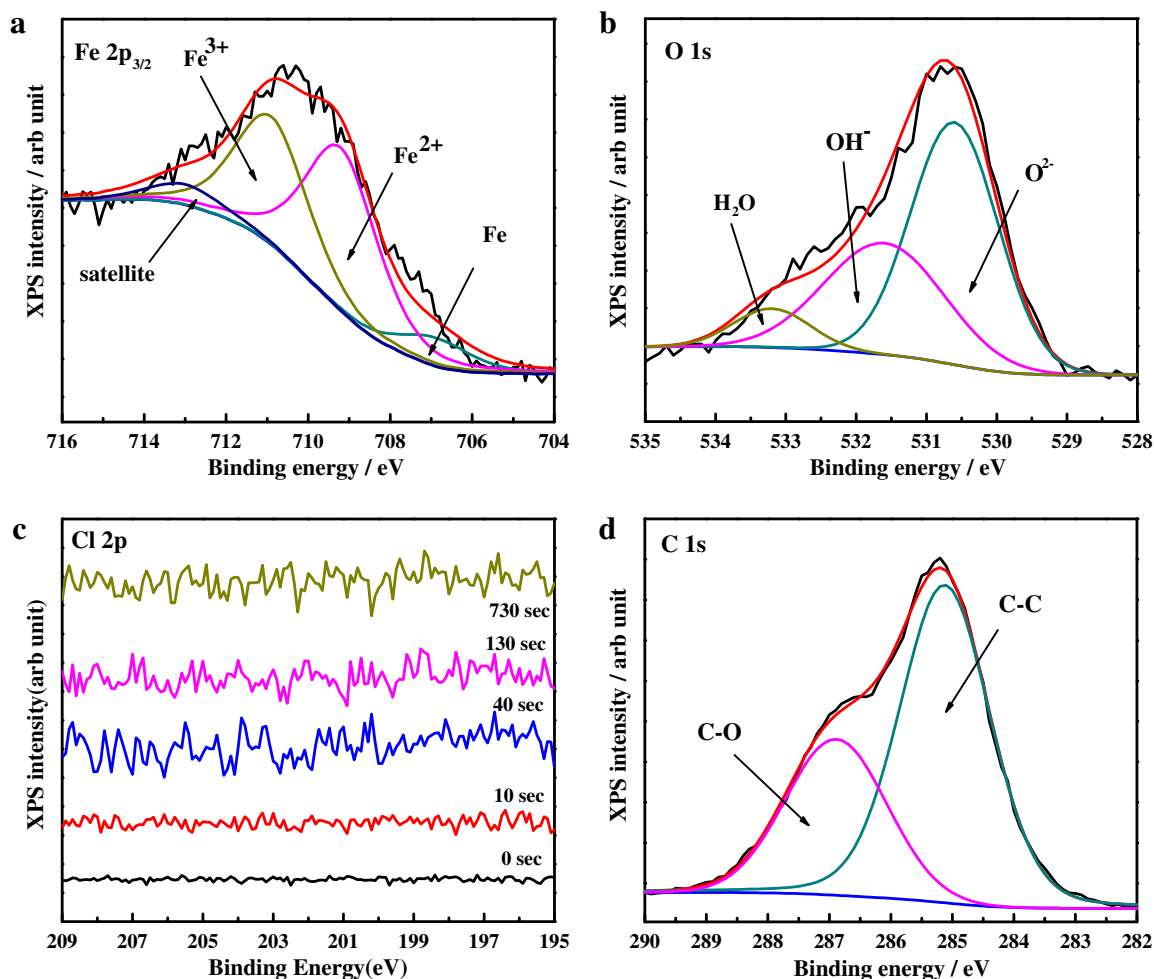 a
Fe 2p3/2
Fe3+
Fe2+
Fe
satellite
XPS intensity / arb unit
716 714 712 710 708 706 704
Binding energy / eV
b
O 1s
OH-
H2O
O2-
XPS intensity / arb unit
535 534 533 532 531 530 529 528
Binding energy / eV
c
Cl 2p
730 sec
130 sec
40 sec
10 sec
0 sec
XPS intensity(arb unit)
209 207 205 203 201 199 197 195
Binding Energy(eV)
d
C 1s
C-C
C-O
XPS intensity / arb unit
290 289 288 287 286 285 284 283 282
Binding energy / eV